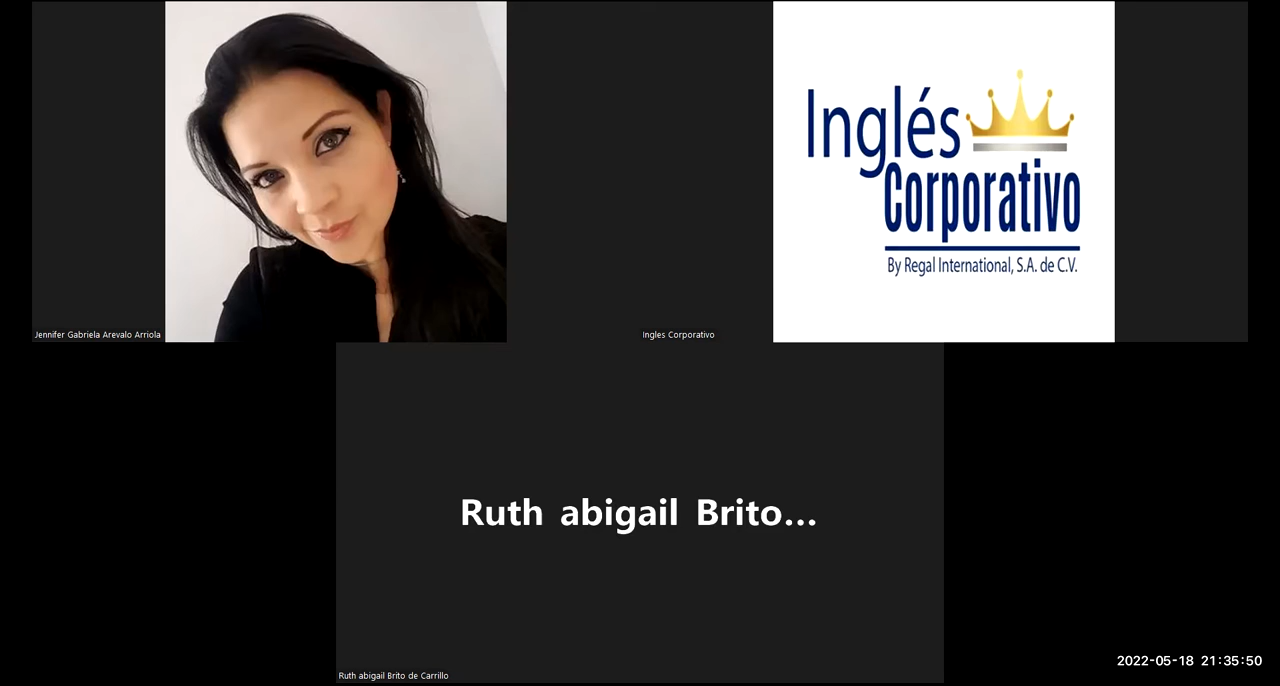 Inglés
Corporativo
By Regal International, S.A. de C.V.
Jennifer Gabriela Arevalo Arriola
Ingles Corporativo
Ruth abigail Brito...
Ruth abigail Brito de Carrillo
2022-05-18 21:35:50